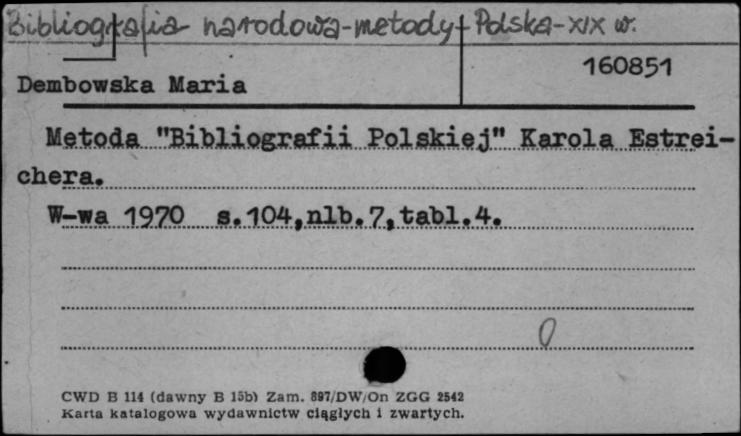 Bibliografia narodowa-metody-Polska-XIX w.
160851
Dembowska Maria
Metoda "Bibliografii Polskiej" Karola Estrei-
chera.
W-wa 1970 s.104,nlb.7,tabl.4.
0
CWD B 114 (dawny B 15b) Zam. 897/DW/On ZGG 2542
Karta katalogowa wydawnictw ciągłych i zwartych.